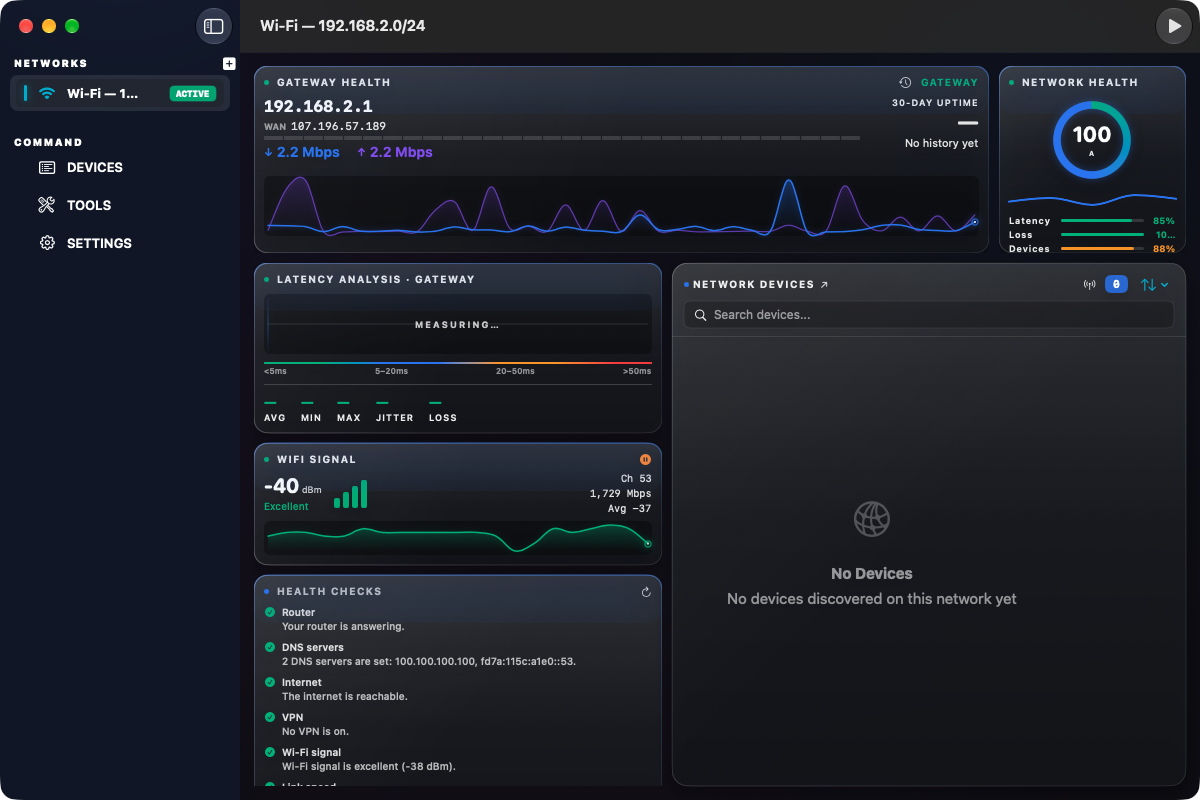 Wi-Fi — 192.168.2.0/24
NETWORKS
Wi-Fi — 1... ACTIVE
COMMAND
DEVICES
TOOLS
SETTINGS
GATEWAY HEALTH
GATEWAY
192.168.2.1
30-DAY UPTIME
WAN 107.196.57.189
No history yet
↓ 2.2 Mbps ↑ 2.2 Mbps
NETWORK HEALTH
100
A
Latency 85%
Loss 10...
Devices 88%
LATENCY ANALYSIS · GATEWAY
MEASURING...
<5ms 5–20ms 20–50ms >50ms
— — — — —
AVG MIN MAX JITTER LOSS
WIFI SIGNAL
-40 dBm
Excellent
Ch 53
1,729 Mbps
Avg −37
HEALTH CHECKS
Router
Your router is answering.
DNS servers
2 DNS servers are set: 100.100.100.100, fd7a:115c:a1e0::53.
Internet
The internet is reachable.
VPN
No VPN is on.
Wi-Fi signal
Wi-Fi signal is excellent (-38 dBm).
NETWORK DEVICES ↗
0
Search devices...
No Devices
No devices discovered on this network yet